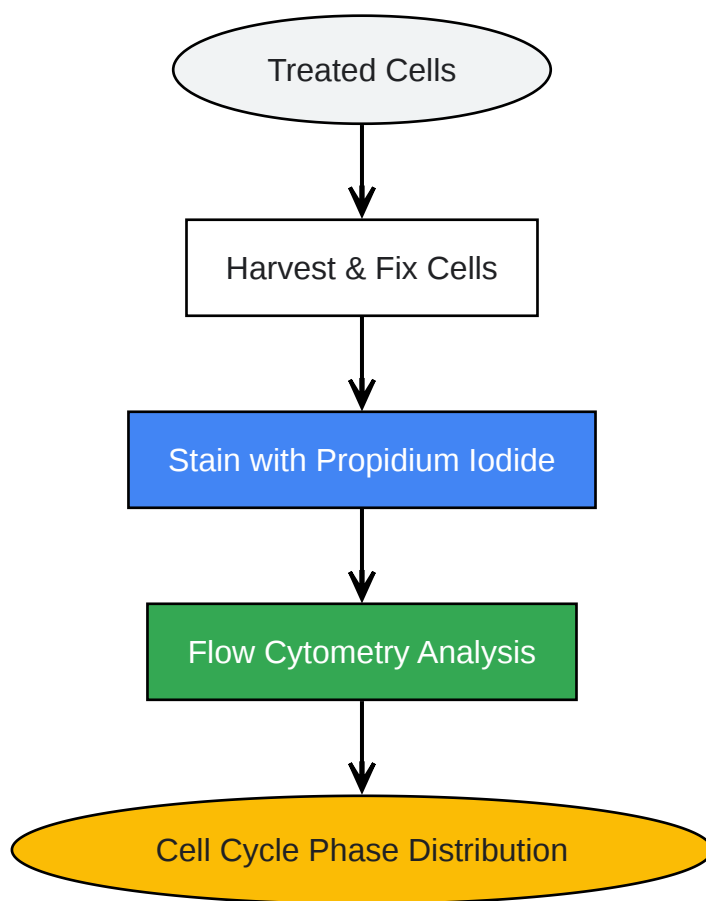 Treated Cells
Harvest & Fix Cells
Stain with Propidium Iodide
Flow Cytometry Analysis
Cell Cycle Phase Distribution